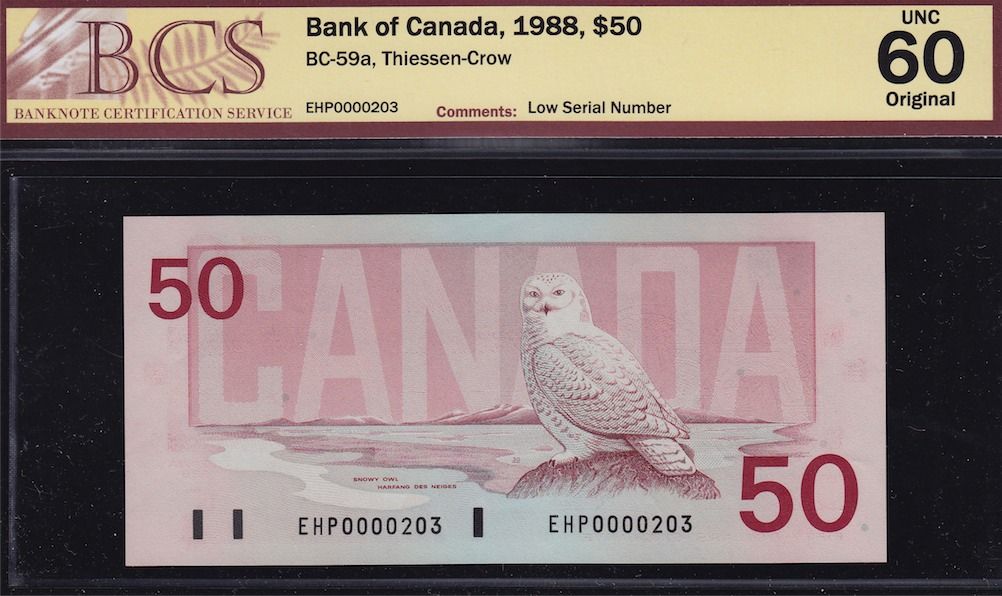 BCS
BANKNOTE CERTIFICATION SERVICE
Bank of Canada, 1988, $50
BC-59a, Thiessen-Crow
EHP0000203
Comments: Low Serial Number
UNC
60
Original
50
CANADA
SNOWY OWL
HARFANG DES NEIGES
50
EHP0000203
EHP0000203